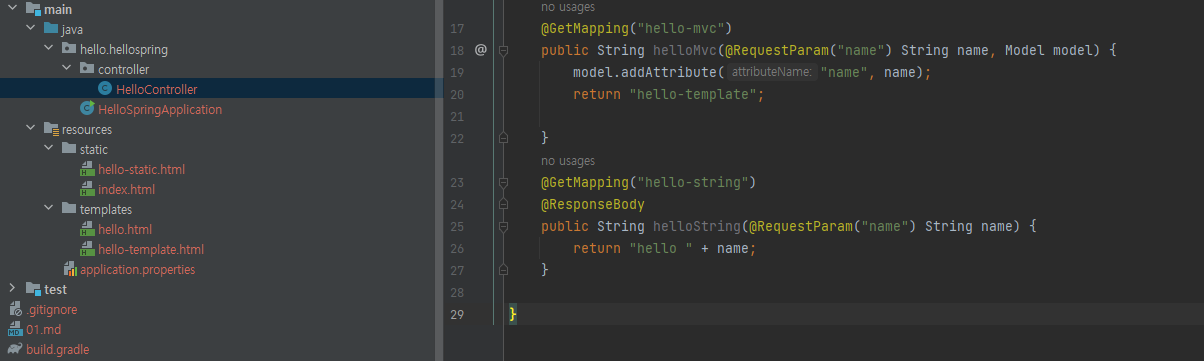 main
java
hello.hellospring
controller
HelloController
HelloSpringApplication
resources
static
hello-static.html
index.html
templates
hello.html
hello-template.html
application.properties
test
.gitignore
01.md
build.gradle
no usages
17 @GetMapping("hello-mvc")
18 @ public String helloMvc(@RequestParam("name") String name, Model model) {
19 model.addAttribute( attributeName: "name", name);
20 return "hello-template";
21
22 }
no usages
23 @GetMapping("hello-string")
24 @ResponseBody
25 public String helloString(@RequestParam("name") String name) {
26 return "hello " + name;
27 }
28
29 }